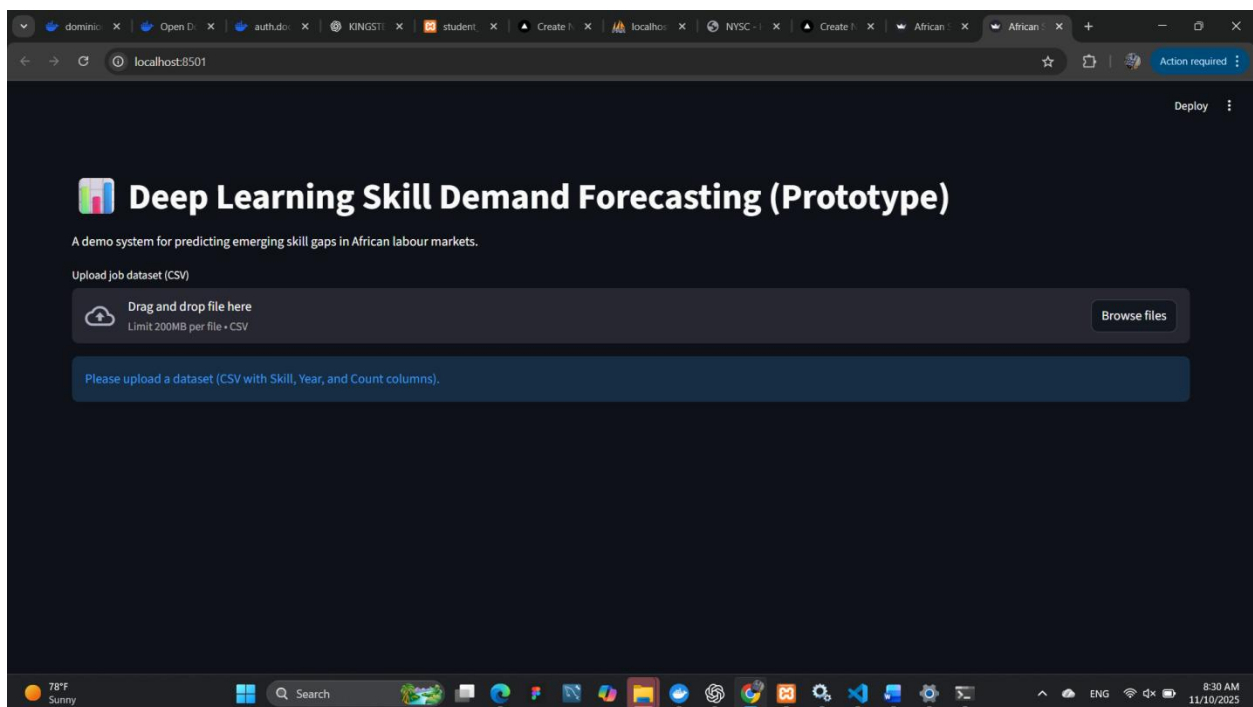 dominic
Open D
auth.doc
KINGST
student_
Create N
localhos
NYSC -
Create N
African S
African S
localhost:8501
Action required
Deploy
Deep Learning Skill Demand Forecasting (Prototype)
A demo system for predicting emerging skill gaps in African labour markets.
Upload job dataset (CSV)
Drag and drop file here
Limit 200MB per file • CSV
Browse files
Please upload a dataset (CSV with Skill, Year, and Count columns).
78°F
Sunny
Search
ENG
8:30 AM
11/10/2025